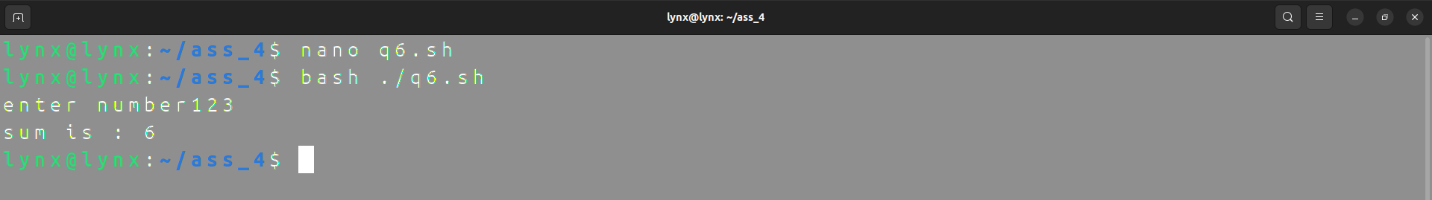 lynx@lynx: ~/ass_4
lynx@lynx:~/ass_4$ nano q6.sh
lynx@lynx:~/ass_4$ bash ./q6.sh
enter number123
sum is : 6
lynx@lynx:~/ass_4$